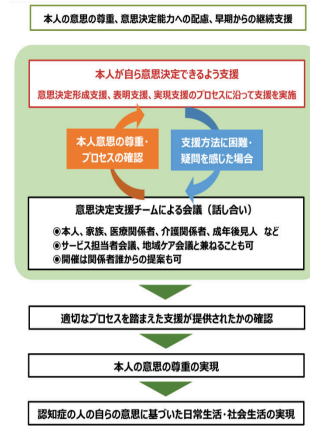 本人の意思の尊重、意思決定能力への配慮、早期からの継続支援
本人が自ら意思決定できるよう支援
意思決定形成支援、表明支援、実現支援のプロセスに沿って支援を実施
本人意思の尊重・
プロセスの確認
支援方法に困難・
疑問を感じた場合
意思決定支援チームによる会議（話し合い）
◉本人、家族、医療関係者、介護関係者、成年後見人 など
◉サービス担当者会議、地域ケア会議と兼ねることも可
◉開催は関係者誰からの提案も可
適切なプロセスを踏まえた支援が提供されたかの確認
本人の意思の尊重の実現
認知症の人の自らの意思に基づいた日常生活・社会生活の実現